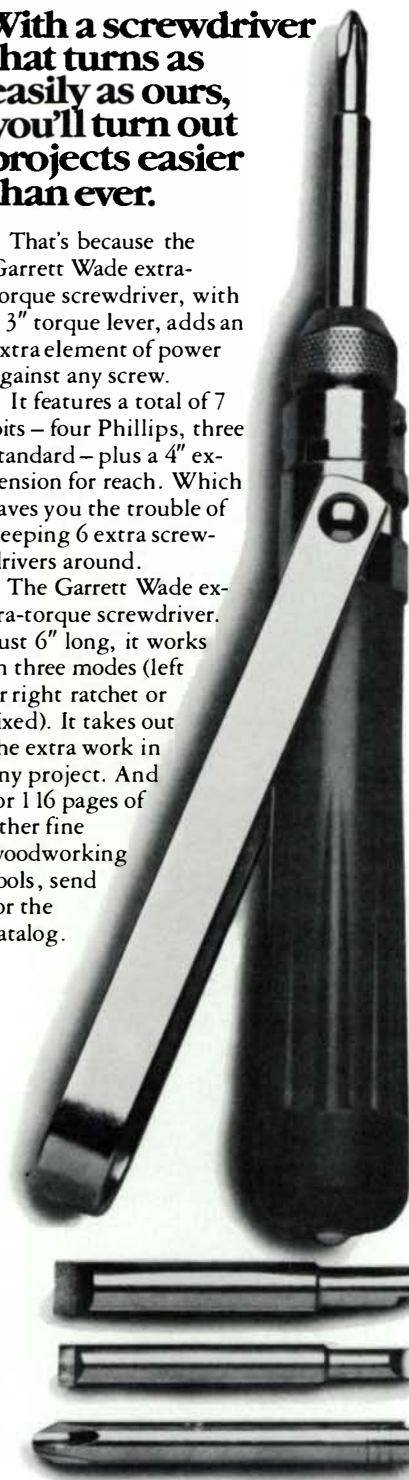 With a screwdriver
hat turns as
easily as ours,
you'll turn out
projects easier
han ever.
That's because the
Garrett Wade extra-
orque screwdriver, with
3" torque lever, adds an
xtra element of power
gainst any screw.
It features a total of 7
bits – four Phillips, three
tandard – plus a 4" ex-
ension for reach. Which
aves you the trouble of
eeping 6 extra screw-
drivers around.
The Garrett Wade ex-
ra-torque screwdriver.
ust 6" long, it works
n three modes (left
r right ratchet or
ixed). It takes out
he extra work in
ny project. And
or 116 pages of
ther fine
woodworking
ools, send
or the
atalog.